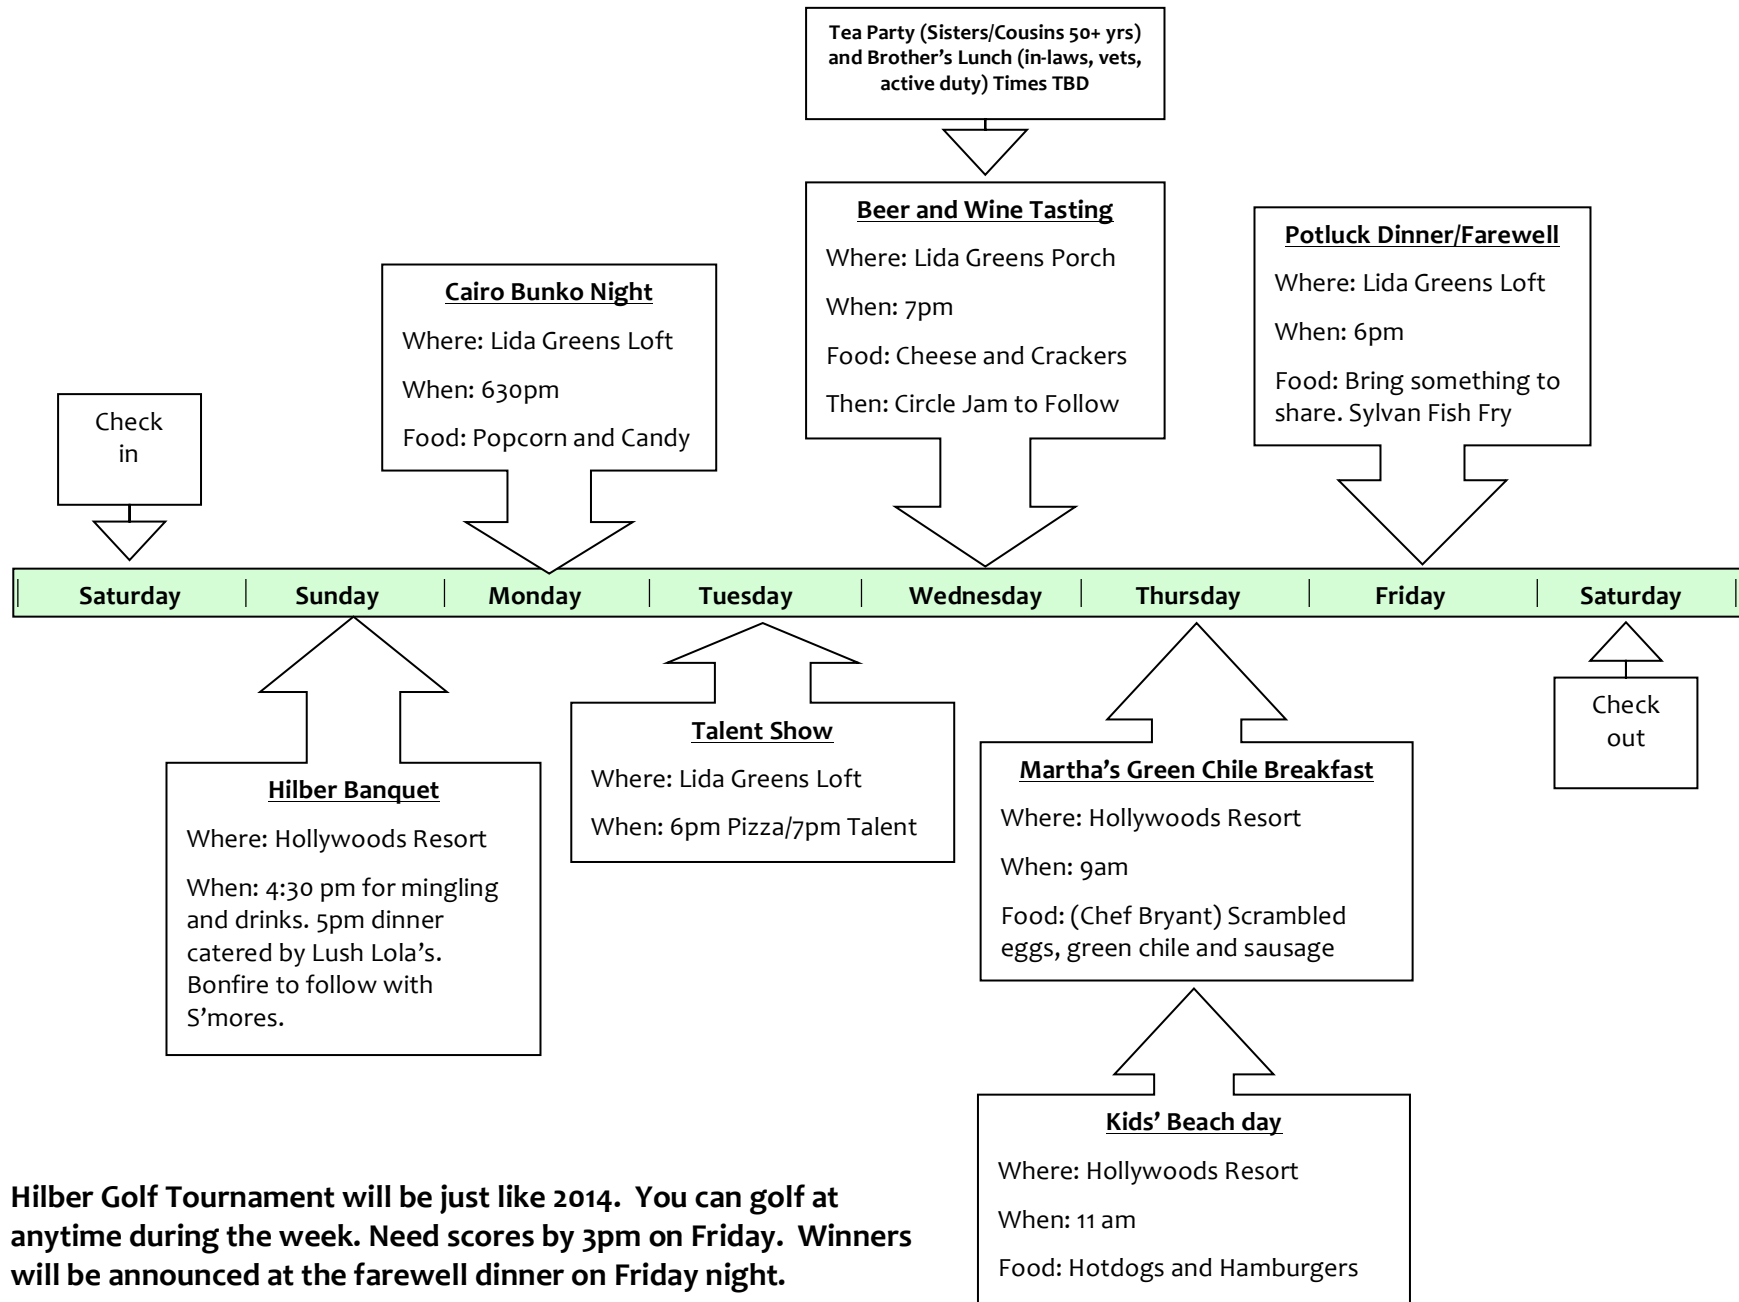 Tea Party (Sisters/Cousins 50+ yrs)
and Brother’s Lunch (in-laws, vets,
active duty) Times TBD
Beer and Wine Tasting
Where: Lida Greens Porch
When: 7pm
Food: Cheese and Crackers
Then: Circle Jam to Follow
Potluck Dinner/Farewell
Where: Lida Greens Loft
When: 6pm
Food: Bring something to
share. Sylvan Fish Fry
Cairo Bunko Night
Where: Lida Greens Loft
When: 630pm
Food: Popcorn and Candy
Check
in
Saturday
Sunday
Monday
Tuesday
Wednesday
Thursday
Friday
Saturday
Check
out
Hilber Banquet
Where: Hollywoods Resort
When: 4:30 pm for mingling
and drinks. 5pm dinner
catered by Lush Lola’s.
Bonfire to follow with
S’mores.
Talent Show
Where: Lida Greens Loft
When: 6pm Pizza/7pm Talent
Martha’s Green Chile Breakfast
Where: Hollywoods Resort
When: 9am
Food: (Chef Bryant) Scrambled
eggs, green chile and sausage
Kids’ Beach day
Where: Hollywoods Resort
When: 11 am
Food: Hotdogs and Hamburgers
Hilber Golf Tournament will be just like 2014.  You can golf at
anytime during the week. Need scores by 3pm on Friday.  Winners
will be announced at the farewell dinner on Friday night.